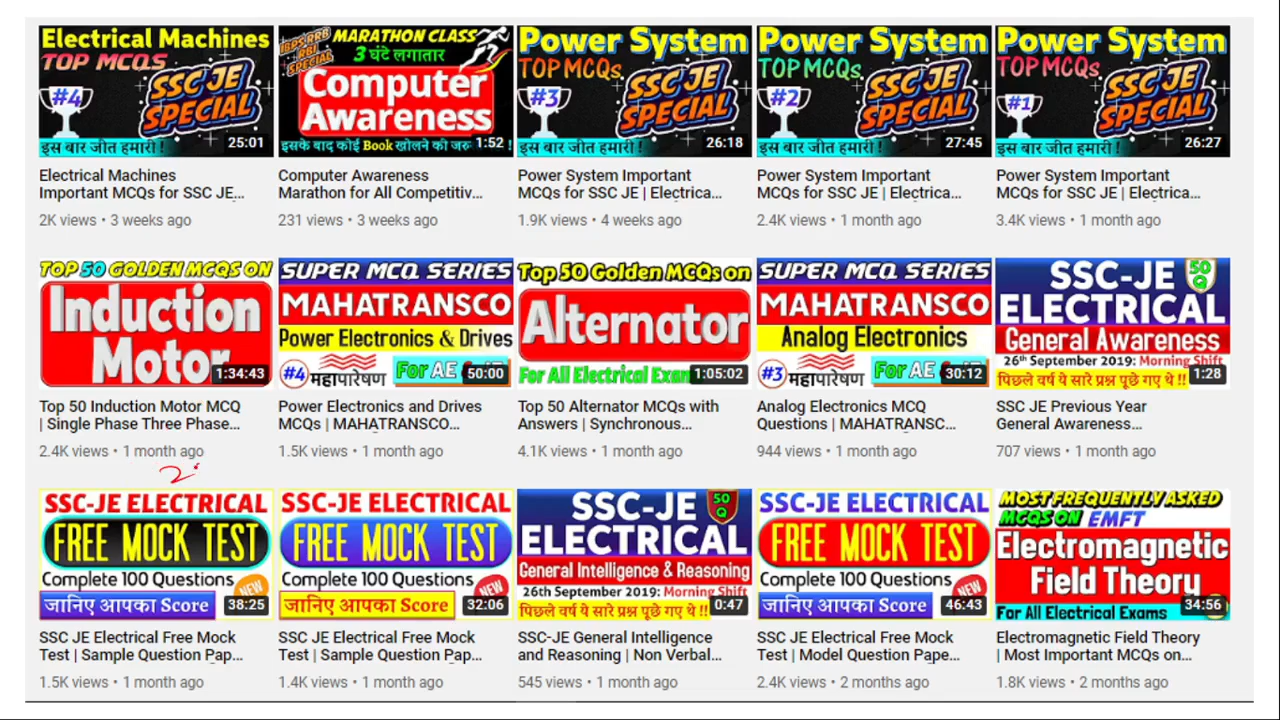 Electrical Machines
TOP MCQs
#4
SSC JE
SPECIAL
इस बार जीत हमारी !
25:01
Electrical Machines
Important MCQs for SSC JE...
2K views • 3 weeks ago
IBPS RRB
RBI
SPECIAL
MARATHON CLASS
3 घंटे लगातार
Computer
Awareness
इसके बाद कोई Book खोलने को !
1:52
Computer Awareness
Marathon for All Competitiv...
231 views • 3 weeks ago
Power System
TOP MCQs
#3
SSC JE
SPECIAL
इस बार जीत हमारी !
26:18
Power System Important
MCQs for SSC JE | Electrica...
1.9K views • 4 weeks ago
Power System
TOP MCQs
#2
SSC JE
SPECIAL
इस बार जीत हमारी !
27:45
Power System Important
MCQs for SSC JE | Electrica...
2.4K views • 1 month ago
Power System
TOP MCQs
#1
SSC JE
SPECIAL
इस बार जीत हमारी !
26:27
Power System Important
MCQs for SSC JE | Electrica...
3.4K views • 1 month ago
TOP 50 GOLDEN MCQS ON
Induction
Motor
1:34:43
Top 50 Induction Motor MCQ
| Single Phase Three Phase...
2.4K views • 1 month ago
SUPER MCQ SERIES
MAHATRANSCO
Power Electronics & Drives
#4 महापारेषण For AE
50:00
Power Electronics and Drives
MCQs | MAHATRANSCO...
1.5K views • 1 month ago
Top 50 Golden MCQs on
Alternator
For All Electrical Exam
1:05:02
Top 50 Alternator MCQs with
Answers | Synchronous...
4.1K views • 1 month ago
SUPER MCQ SERIES
MAHATRANSCO
Analog Electronics
#3 महापारेषण For AE
30:12
Analog Electronics MCQ
Questions | MAHATRANSC...
944 views • 1 month ago
SSC-JE
50
Q
ELECTRICAL
General Awareness
26th September 2019: Morning Shift
पिछले वर्ष ये सारे प्रश्न पूछे गए थे !!
1:28
SSC JE Previous Year
General Awareness...
707 views • 1 month ago
SSC-JE ELECTRICAL
FREE MOCK TEST
Complete 100 Questions
NEW
जानिए आपका Score
38:25
SSC JE Electrical Free Mock
Test | Sample Question Pap...
1.5K views • 1 month ago
SSC-JE ELECTRICAL
FREE MOCK TEST
Complete 100 Questions
NEW
जानिए आपका Score
32:06
SSC JE Electrical Free Mock
Test | Sample Question Pap...
1.4K views • 1 month ago
SSC-JE
50
Q
ELECTRICAL
General Intelligence & Reasoning
26th September 2019: Morning Shift
पिछले वर्ष ये सारे प्रश्न पूछे गए थे !!
0:47
SSC-JE General Intelligence
and Reasoning | Non Verbal...
545 views • 1 month ago
SSC-JE ELECTRICAL
FREE MOCK TEST
Complete 100 Questions
NEW
जानिए आपका Score
46:43
SSC JE Electrical Free Mock
Test | Model Question Pape...
2.4K views • 2 months ago
MOST FREQUENTLY ASKED
MCQS ON EMFT
Electromagnetic
Field Theory
For All Electrical Exams
34:56
Electromagnetic Field Theory
| Most Important MCQs on...
1.8K views • 2 months ago